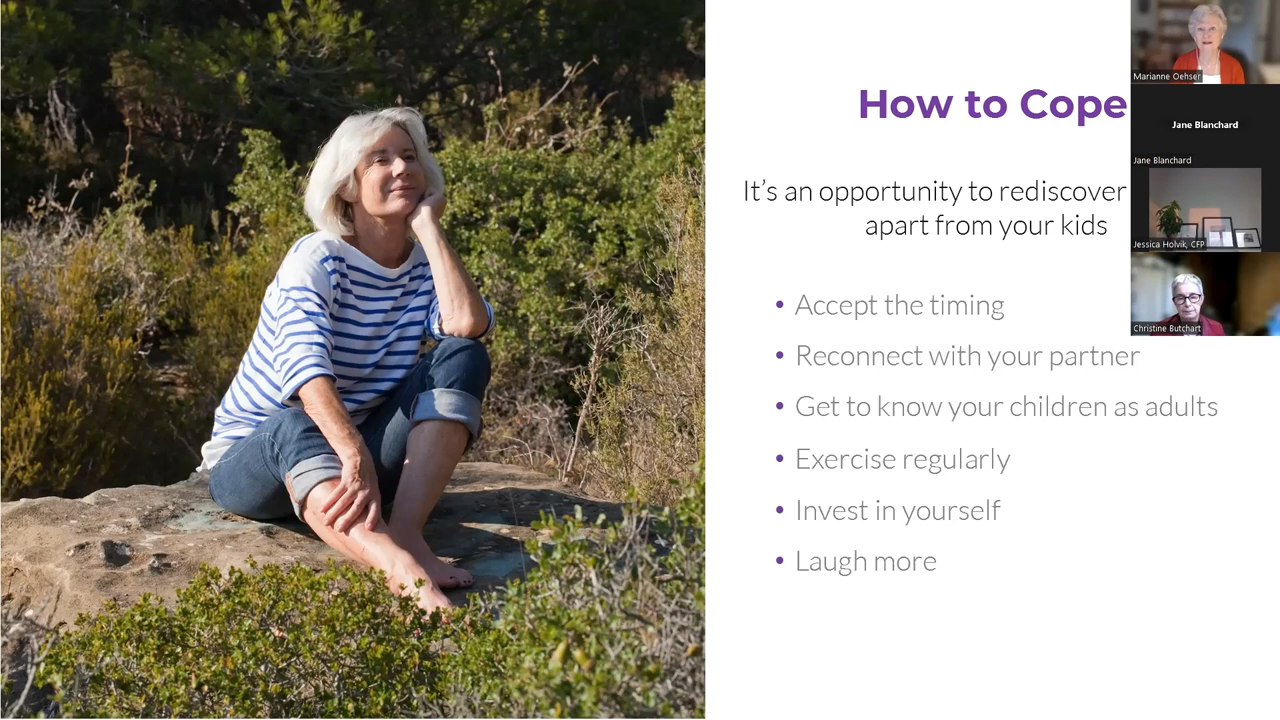 How to Cope
It’s an opportunity to rediscover
apart from your kids
• Accept the timing
• Reconnect with your partner
• Get to know your children as adults
• Exercise regularly
• Invest in yourself
• Laugh more
Marianne Oehser
Jane Blanchard
Jane Blanchard
Jessica Holvik, CFP
Christine Butchart